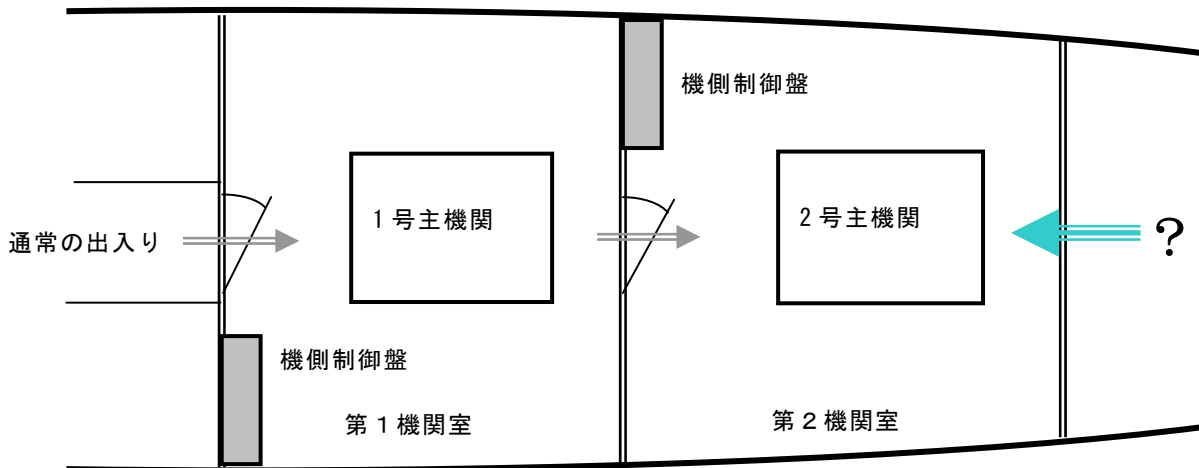 機側制御盤
1号主機関
2号主機関
通常の出入り
？
機側制御盤
第１機関室
第２機関室